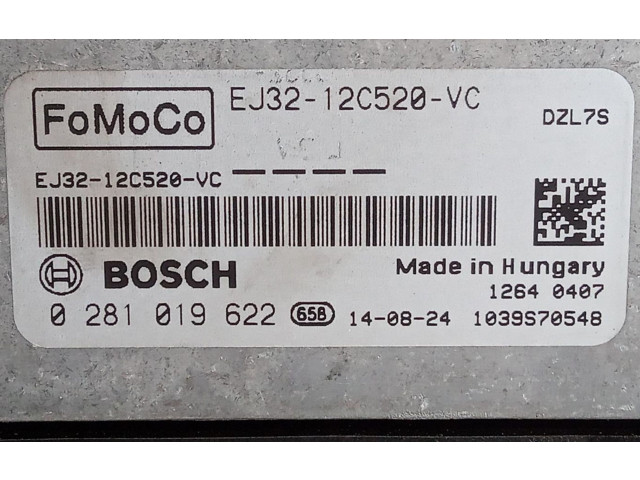 FoMoCo EJ32-12C520-VC DZL7S
EJ32-12C520-VC
BOSCH Made in Hungary
1264 0407
0 281 019 622 658 14-08-24 1039S70548